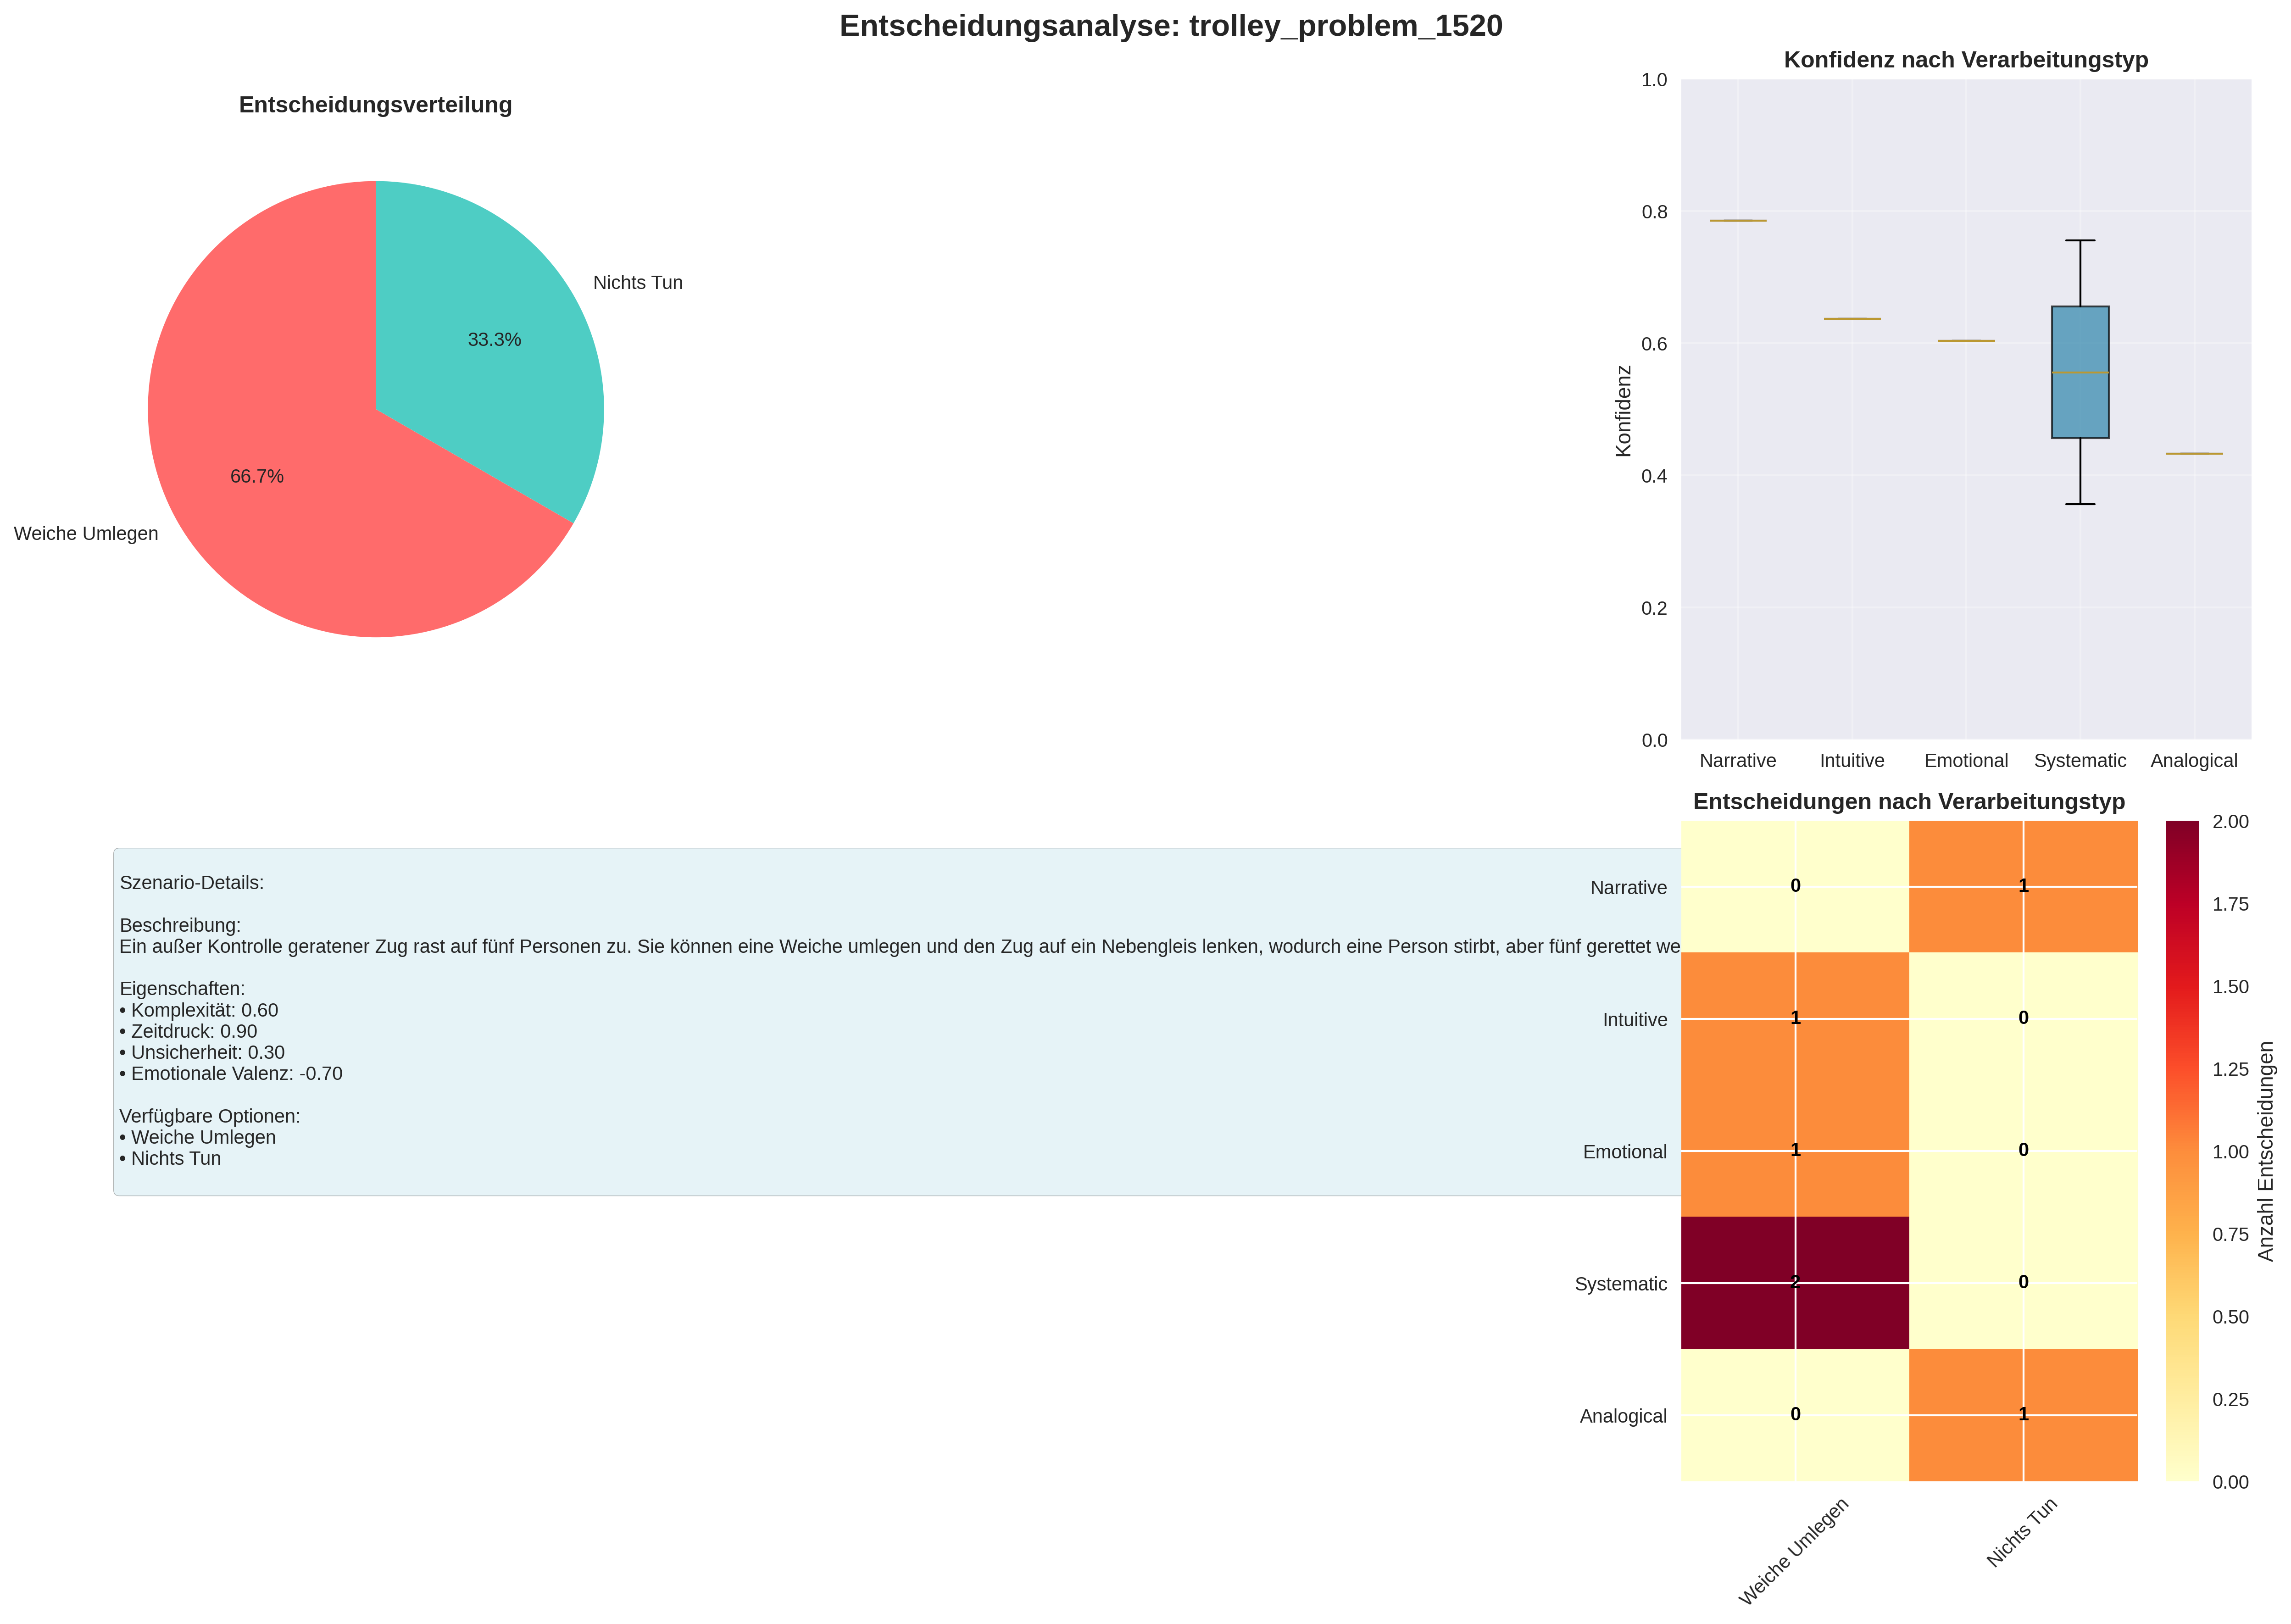 Entscheidungsanalyse: trolley_problem_1520
Entscheidungsverteilung
Nichts Tun
33.3%
66.7%
Weiche Umlegen
Konfidenz nach Verarbeitungstyp
1.0
0.8
0.6
0.4
0.2
0.0
Konfidenz
Narrative
Intuitive
Emotional
Systematic
Analogical
Szenario-Details:
Beschreibung:
Ein außer Kontrolle geratener Zug rast auf fünf Personen zu. Sie können eine Weiche umlegen und den Zug auf ein Nebengleis lenken, wodurch eine Person stirbt, aber fünf gerettet we
Eigenschaften:
• Komplexität: 0.60
• Zeitdruck: 0.90
• Unsicherheit: 0.30
• Emotionale Valenz: -0.70
Verfügbare Optionen:
• Weiche Umlegen
• Nichts Tun
Entscheidungen nach Verarbeitungstyp
Narrative 0 1
Intuitive 1 0
Emotional 1 0
Systematic 2 0
Analogical 0 1
Weiche Umlegen
Nichts Tun
2.00
1.75
1.50
1.25
1.00
0.75
0.50
0.25
0.00
Anzahl Entscheidungen